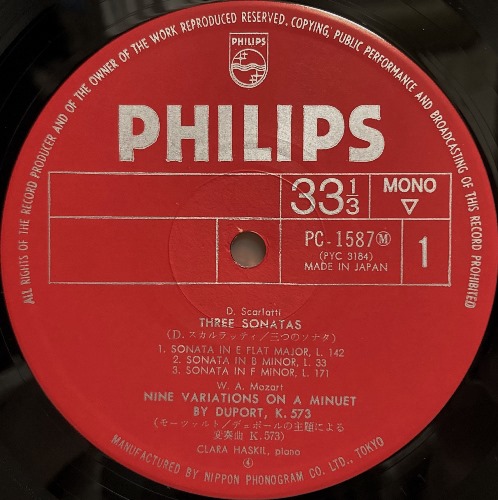 ALL RIGHTS OF THE RECORD PRODUCER AND OF THE OWNER OF THE WORK REPRODUCED RESERVED. COPYING, PUBLIC PERFORMANCE AND BROADCASTING OF THIS RECORD PROHIBITED
PHILIPS
PHILIPS
33 1/3
MONO
▽
PC-1587 Ⓜ
(PYC 3184)
MADE IN JAPAN
1
D. Scarlatti
THREE SONATAS
(D. スカルラッティ/三つのソナタ)
1. SONATA IN E FLAT MAJOR, L. 142
2. SONATA IN B MINOR, L. 33
3. SONATA IN F MINOR, L. 171
W. A. Mozart
NINE VARIATIONS ON A MINUET
BY DUPORT, K. 573
(モーツァルト/デュポールの主題による
変奏曲 K. 573)
CLARA HASKIL, piano
④
MANUFACTURED BY NIPPON PHONOGRAM CO., LTD., TOKYO